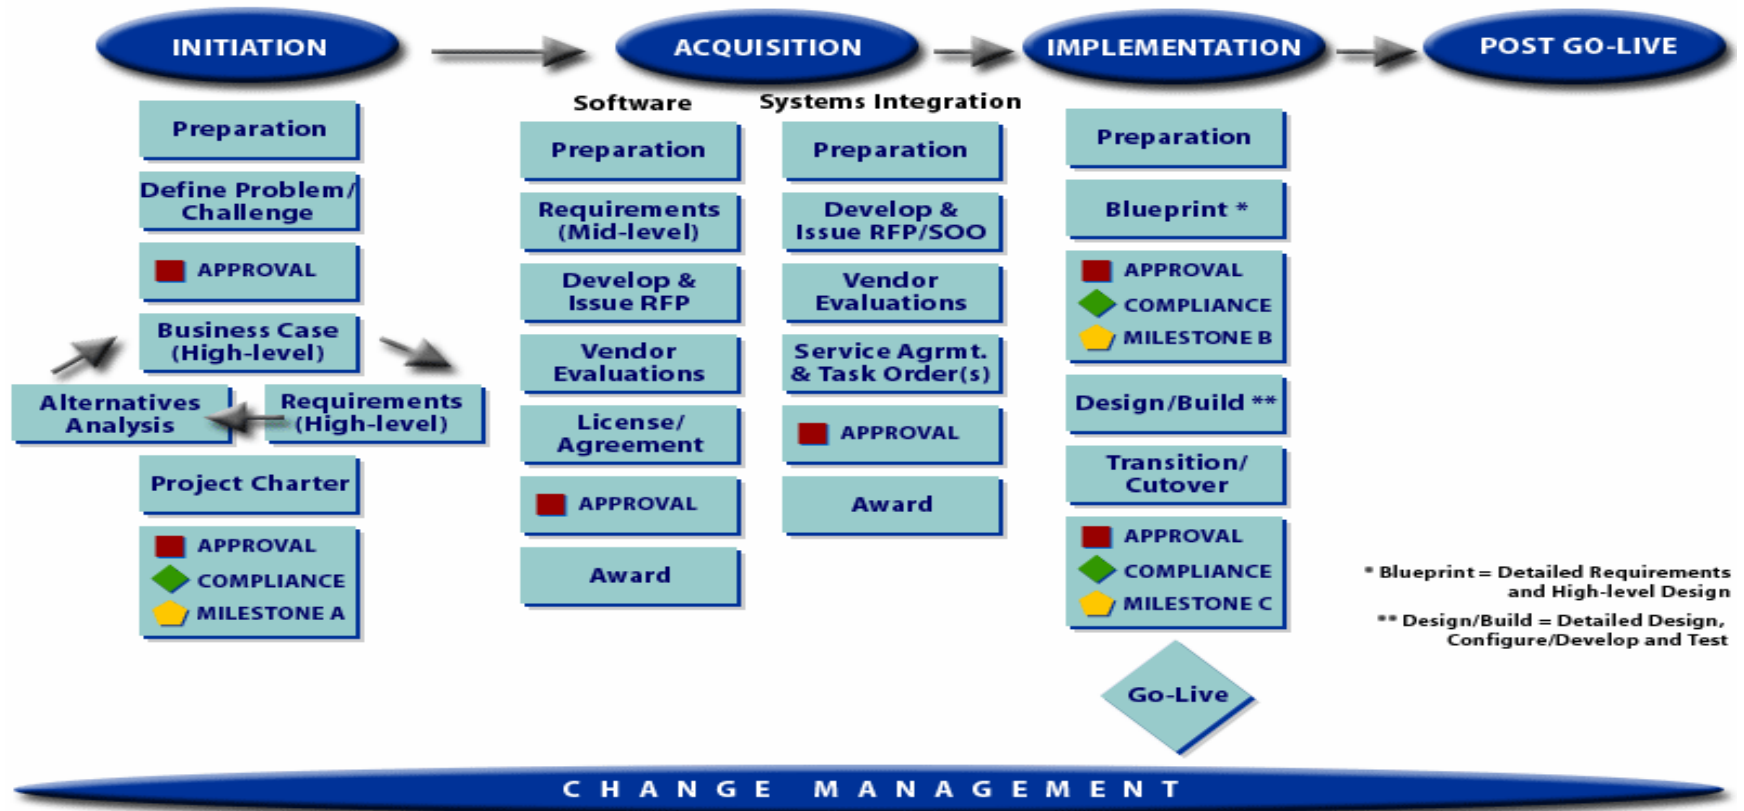 INITIATION
ACQUISITION
IMPLEMENTATION
POST GO-LIVE
Preparation
Define Problem/
Challenge
APPROVAL
Business Case
(High-level)
Alternatives
Analysis
Requirements
(High-level)
Project Charter
APPROVAL
COMPLIANCE
MILESTONE A
Software
Preparation
Requirements
(Mid-level)
Develop &
Issue RFP
Vendor
Evaluations
License/
Agreement
APPROVAL
Award
Systems Integration
Preparation
Develop &
Issue RFP/SOO
Vendor
Evaluations
Service Agrmt.
& Task Order(s)
APPROVAL
Award
Preparation
Blueprint *
APPROVAL
COMPLIANCE
MILESTONE B
Design/Build **
Transition/
Cutover
APPROVAL
COMPLIANCE
MILESTONE C
Go-Live
* Blueprint = Detailed Requirements
and High-level Design
** Design/Build = Detailed Design,
Configure/Develop and Test
CHANGE MANAGEMENT